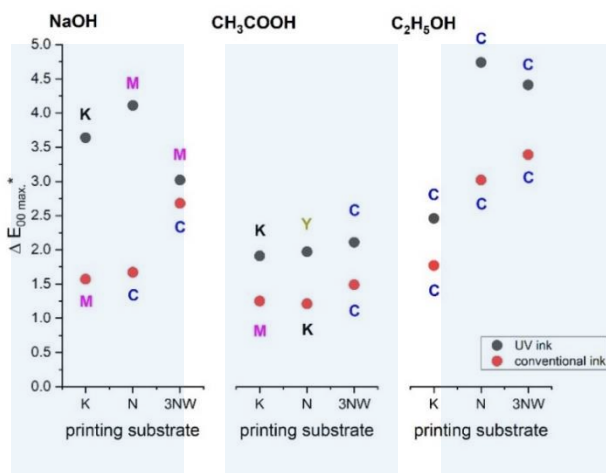 NaOH
CH3COOH
C2H5OH
5.0
4.5
4.0
3.5
3.0
2.5
2.0
1.5
1.0
0.5
0.0
Δ E00 max.*
K
M
M
M
C
C
K
Y
C
M
K
C
C
C
C
C
C
C
UV ink
conventional ink
K N 3NW
K N 3NW
K N 3NW
printing substrate
printing substrate
printing substrate